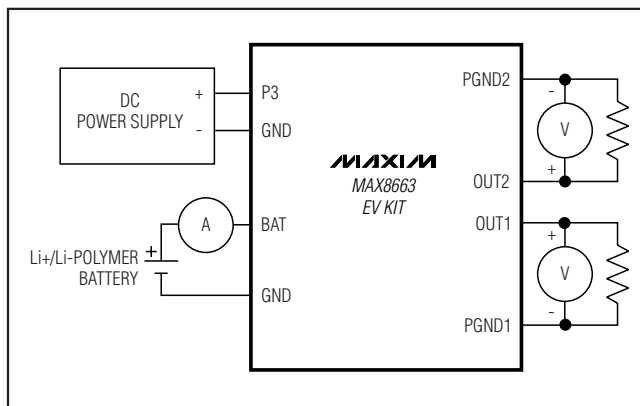 DC
POWER SUPPLY
+
-
P3
GND
A
BAT
Li+/Li-POLYMER
BATTERY
+
GND
MAXIM
MAX8663
EV KIT
PGND2
-
V
+
OUT2
OUT1
+
V
-
PGND1